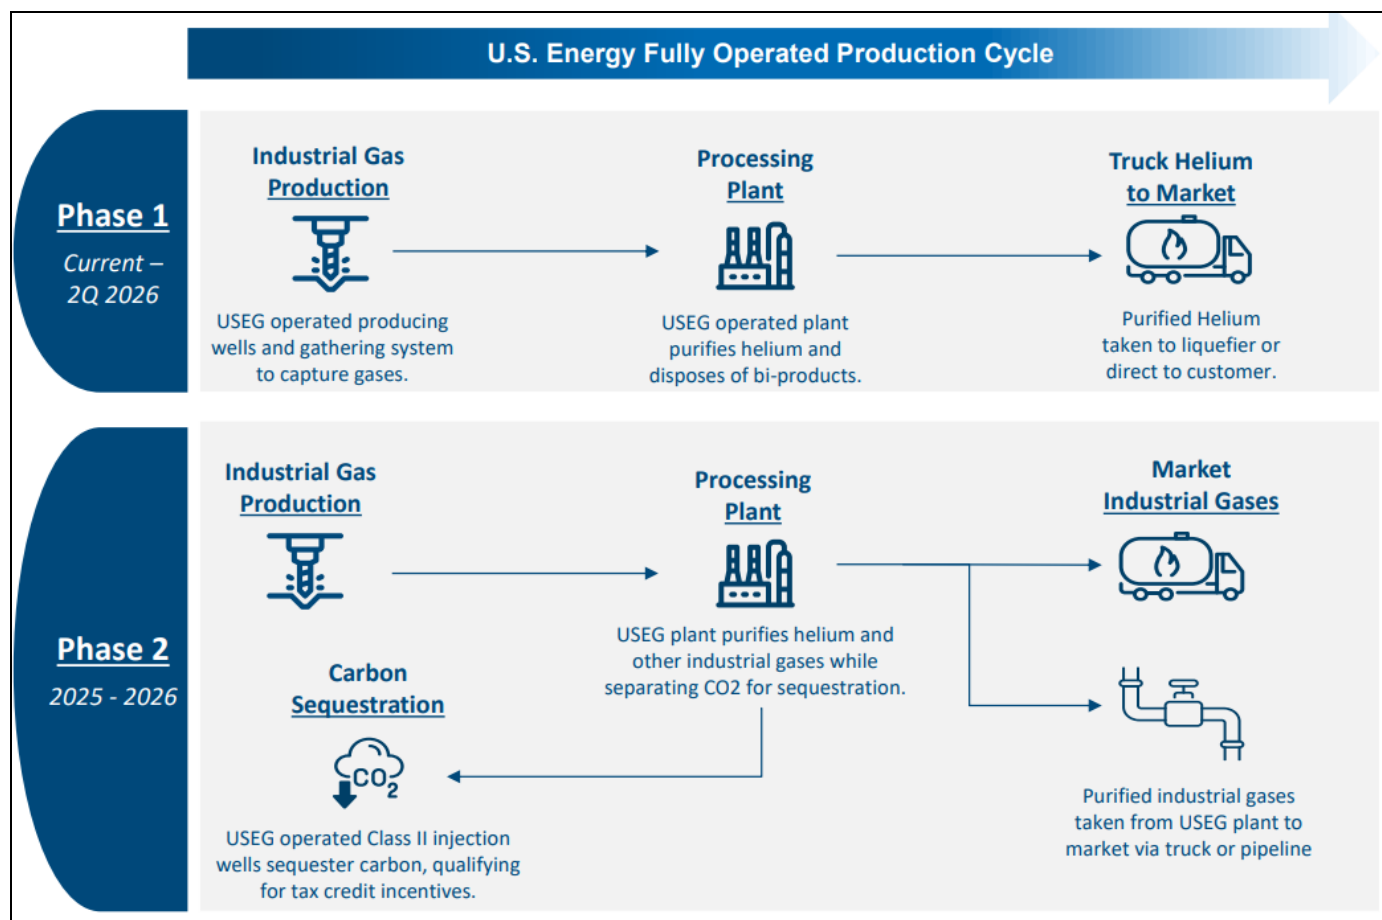 U.S. Energy Fully Operated Production Cycle
Phase 1
Current –
2Q 2026
Industrial Gas
Production
USEG operated producing
wells and gathering system
to capture gases.
Processing
Plant
USEG operated plant
purifies helium and
disposes of bi-products.
Truck Helium
to Market
Purified Helium
taken to liquefier or
direct to customer.
Phase 2
2025 - 2026
Industrial Gas
Production
Processing
Plant
USEG plant purifies helium and
other industrial gases while
separating CO2 for sequestration.
Market
Industrial Gases
Purified industrial gases
taken from USEG plant to
market via truck or pipeline
Carbon
Sequestration
CO2
USEG operated Class II injection
wells sequester carbon, qualifying
for tax credit incentives.